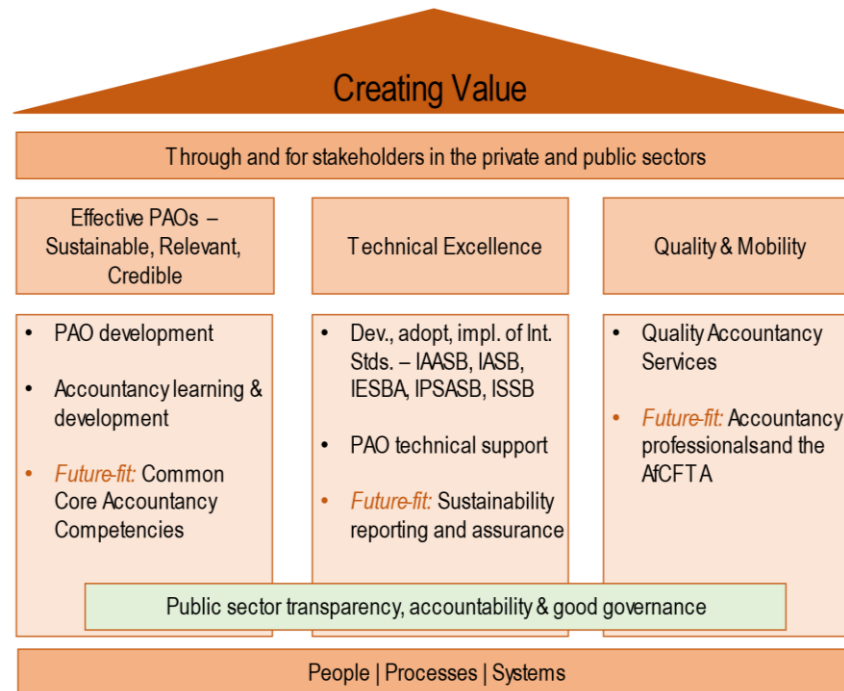 Creating Value
Through and for stakeholders in the private and public sectors
Effective PAOs –
Sustainable, Relevant,
Credible
Technical Excellence
Quality & Mobility
• PAO development
• Accountancy learning &
development
• Future-fit: Common
Core Accountancy
Competencies
• Dev., adopt, impl. of Int.
Stds. – IAASB, IASB,
IESBA, IPSASB, ISSB
• PAO technical support
• Future-fit: Sustainability
reporting and assurance
• Quality Accountancy
Services
• Future-fit: Accountancy
professionals and the
AfCFTA
Public sector transparency, accountability & good governance
People | Processes | Systems